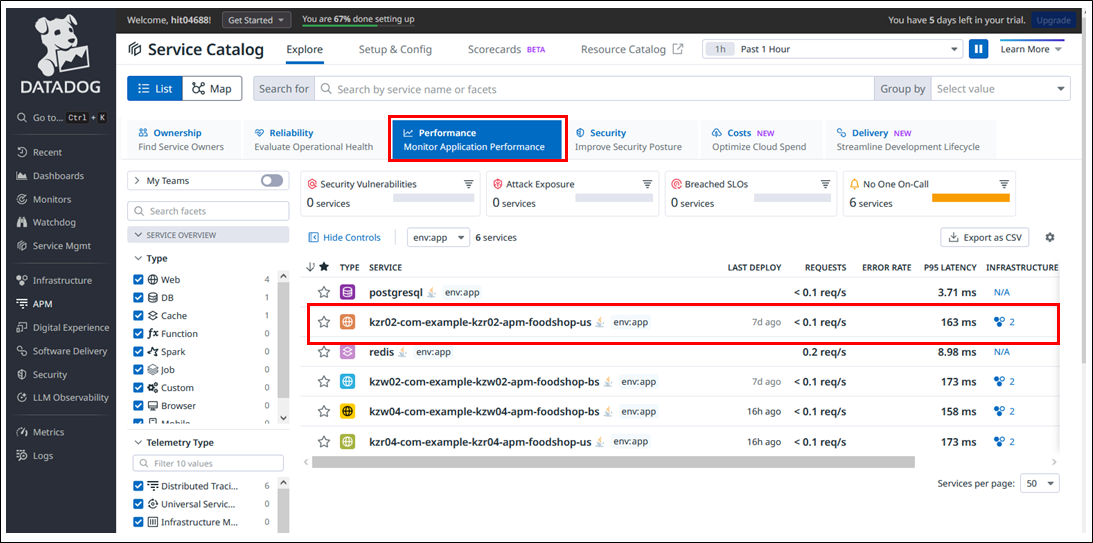 Welcome, hit04688!
Get Started
You are 67% done setting up
You have 5 days left in your trial.
Upgrade
DATADOG
Go to... Ctrl + K
Recent
Dashboards
Monitors
Watchdog
Service Mgmt
Infrastructure
APM
Digital Experience
Software Delivery
Security
LLM Observability
Metrics
Logs
Service Catalog
Explore
Setup & Config
Scorecards BETA
Resource Catalog
1h Past 1 Hour
Learn More
List
Map
Search for
Search by service name or facets
Group by
Select value
Ownership
Find Service Owners
Reliability
Evaluate Operational Health
Performance
Monitor Application Performance
Security
Improve Security Posture
Costs NEW
Optimize Cloud Spend
Delivery NEW
Streamline Development Lifecycle
My Teams
Search facets
SERVICE OVERVIEW
Type
Web 4
DB 1
Cache 1
Function 0
Spark 0
Job 0
Custom 0
Browser 0
Mobile 0
Telemetry Type
Filter 10 values
Distributed Traci... 6
Universal Servic... 0
Infrastructure M... 0
Security Vulnerabilities
0 services
Attack Exposure
0 services
Breached SLOs
0 services
No One On-Call
6 services
Hide Controls
env:app
6 services
Export as CSV
TYPE SERVICE LAST DEPLOY REQUESTS ERROR RATE P95 LATENCY INFRASTRUCTURE
postgresql env:app < 0.1 req/s 3.71 ms N/A
kzr02-com-example-kzr02-apm-foodshop-us env:app 7d ago < 0.1 req/s 163 ms 2
redis env:app 0.2 req/s 8.98 ms N/A
kzw02-com-example-kzw02-apm-foodshop-bs env:app 7d ago < 0.1 req/s 173 ms 2
kzw04-com-example-kzw04-apm-foodshop-bs env:app 16h ago < 0.1 req/s 158 ms 2
kzr04-com-example-kzr04-apm-foodshop-us env:app 16h ago < 0.1 req/s 173 ms 2
Services per page: 50